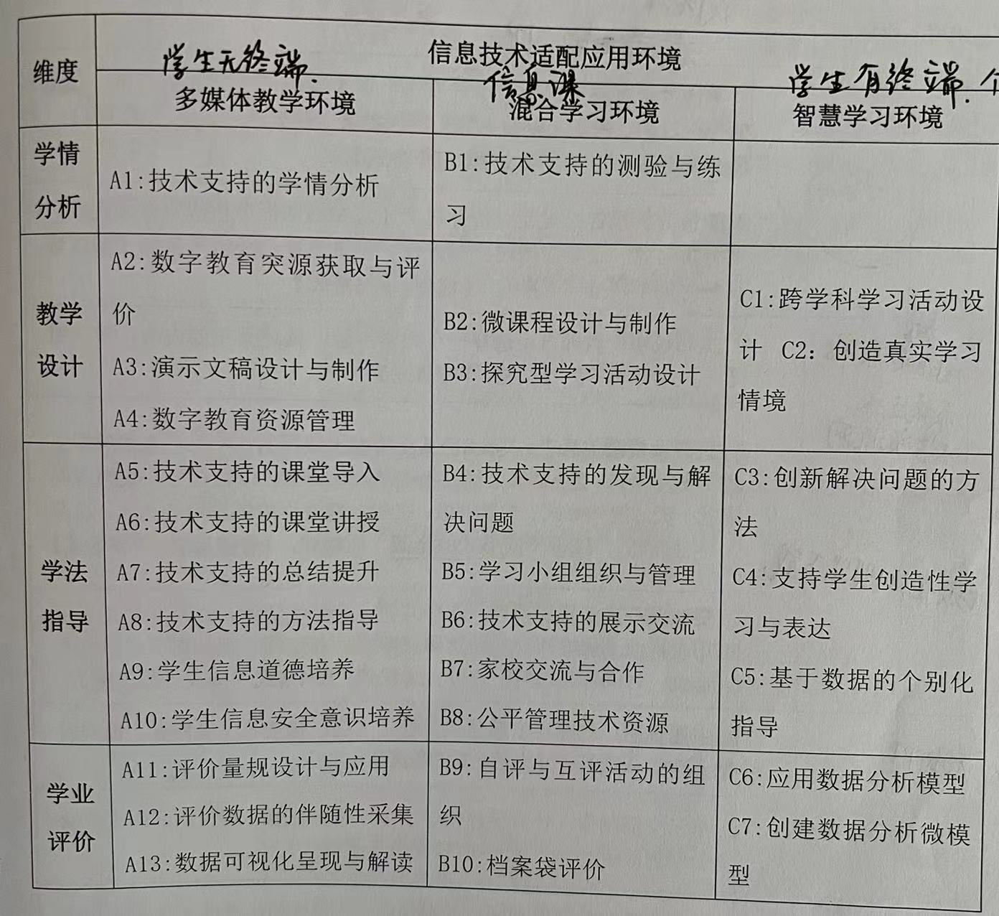 维度
信息技术适配应用环境
学生无终端.
信息课
学生有终端.个
多媒体教学环境
混合学习环境
智慧学习环境
学情
分析
A1:技术支持的学情分析
B1:技术支持的测验与练
习
教学
设计
A2:数字教育突源获取与评
价
A3:演示文稿设计与制作
A4:数字教育资源管理
B2:微课程设计与制作
B3:探究型学习活动设计
C1:跨学科学习活动设
计 C2：创造真实学习
情境
学法
指导
A5:技术支持的课堂导入
A6:技术支持的课堂讲授
A7:技术支持的总结提升
A8:技术支持的方法指导
A9:学生信息道德培养
A10:学生信息安全意识培养
B4:技术支持的发现与解
决问题
B5:学习小组组织与管理
B6:技术支持的展示交流
B7:家校交流与合作
B8:公平管理技术资源
C3:创新解决问题的方
法
C4:支持学生创造性学
习与表达
C5:基于数据的个别化
指导
学业
评价
A11:评价量规设计与应用
A12:评价数据的伴随性采集
A13:数据可视化呈现与解读
B9:自评与互评活动的组
织
B10:档案袋评价
C6:应用数据分析模型
C7:创建数据分析微模
型